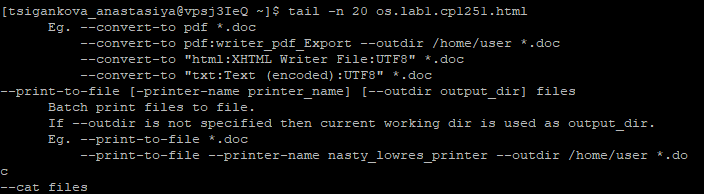 [tsigankova_anastasiya@vpsj3IeQ ~]$ tail -n 20 os.lab1.cp1251.html
Eg. --convert-to pdf *.doc
--convert-to pdf:writer_pdf_Export --outdir /home/user *.doc
--convert-to "html:XHTML Writer File:UTF8" *.doc
--convert-to "txt:Text (encoded):UTF8" *.doc
--print-to-file [-printer-name printer_name] [--outdir output_dir] files
Batch print files to file.
If --outdir is not specified then current working dir is used as output_dir.
Eg. --print-to-file *.doc
--print-to-file --printer-name nasty_lowres_printer --outdir /home/user *.do
c
--cat files